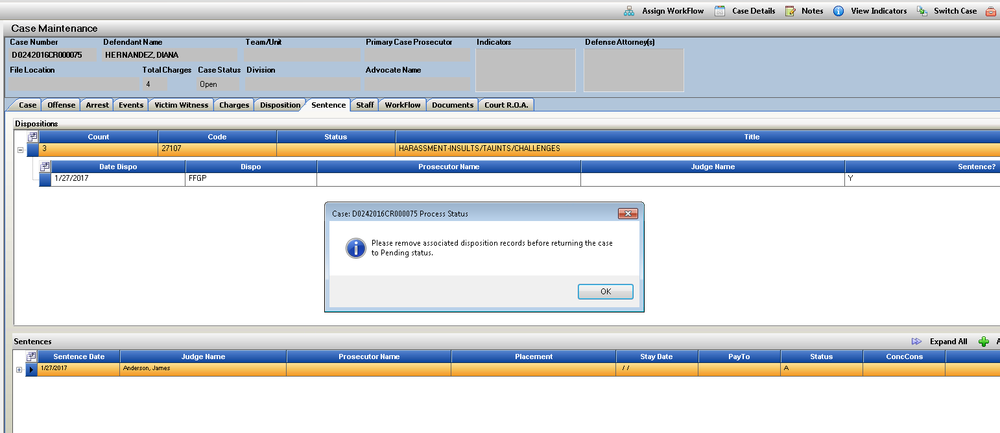 Assign WorkFlow Case Details Notes View Indicators Switch Case
Case Maintenance
Case Number Defendant Name Team/Unit Primary Case Prosecutor Indicators Defense Attorney(s)
D0242016CR000075 HERNANDEZ, DIANA
File Location Total Charges Case Status Division Advocate Name
4 Open
Case Offense Arrest Events Victim Witness Charges Disposition Sentence Staff WorkFlow Documents Court R.O.A.
Dispositions
Count Code Status Title
3 27107 HARASSMENT-INSULTS/TAUNTS/CHALLENGES
Date Dispo Dispo Prosecutor Name Judge Name Sentence?
1/27/2017 FFGP Y
Case: D0242016CR000075 Process Status
Please remove associated disposition records before returning the case
to Pending status.
OK
Sentences Expand All
Sentence Date Judge Name Prosecutor Name Placement Stay Date PayTo Status ConcCons
1/27/2017 Anderson, James / / A